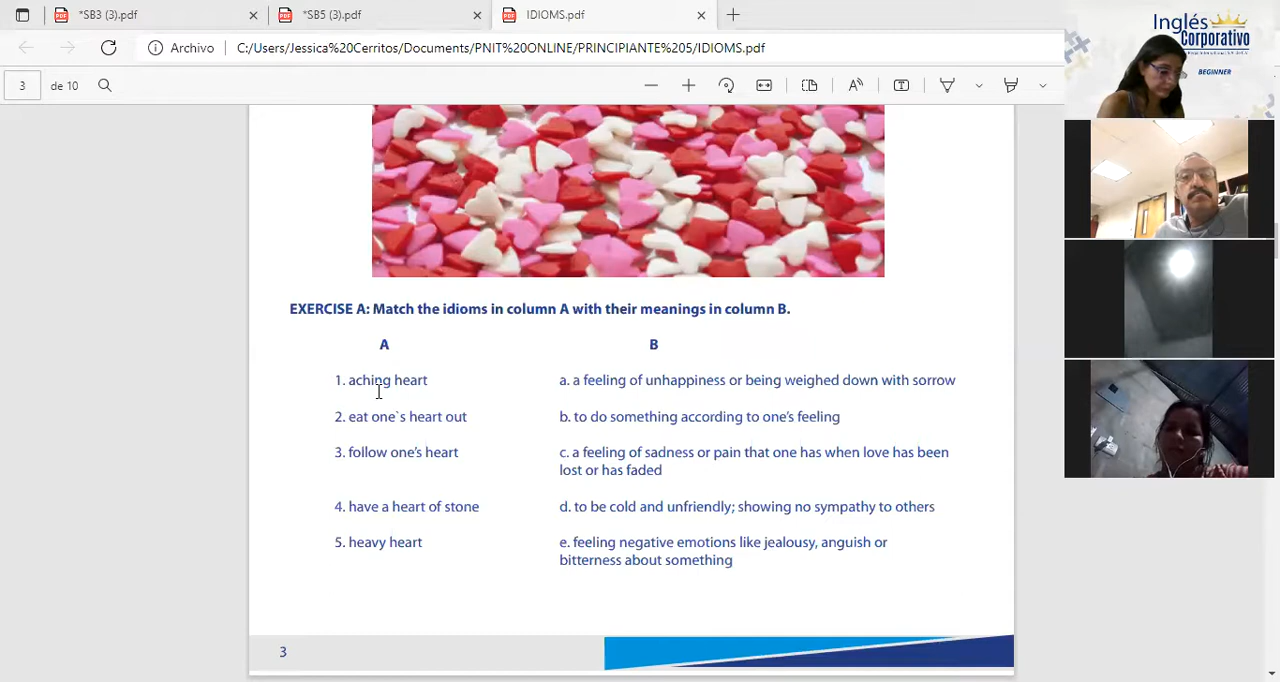 *SB3 (3).pdf
*SB5 (3).pdf
IDIOMS.pdf
Archivo
C:/Users/Jessica%20Cerritos/Documents/PNIT%20ONLINE/PRINCIPIANTE%205/IDIOMS.pdf
3
de 10
Inglés
Corporativo
BEGINNER
EXERCISE A: Match the idioms in column A with their meanings in column B.
A
B
1. aching heart
a. a feeling of unhappiness or being weighed down with sorrow
2. eat one`s heart out
b. to do something according to one's feeling
3. follow one's heart
c. a feeling of sadness or pain that one has when love has been
lost or has faded
4. have a heart of stone
d. to be cold and unfriendly; showing no sympathy to others
5. heavy heart
e. feeling negative emotions like jealousy, anguish or
bitterness about something
3